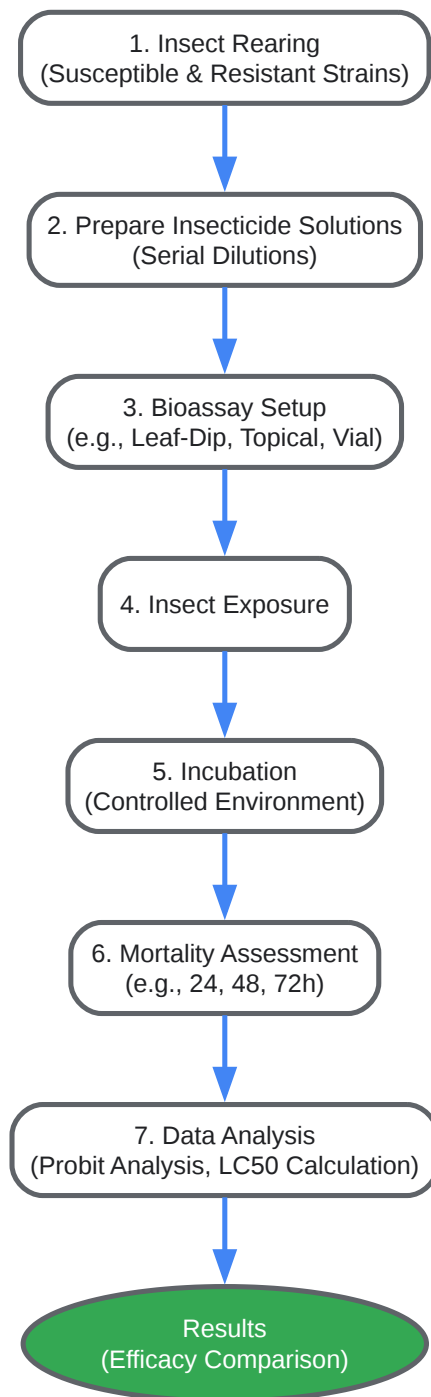 1. Insect Rearing
(Susceptible & Resistant Strains)
2. Prepare Insecticide Solutions
(Serial Dilutions)
3. Bioassay Setup
(e.g., Leaf-Dip, Topical, Vial)
4. Insect Exposure
5. Incubation
(Controlled Environment)
6. Mortality Assessment
(e.g., 24, 48, 72h)
7. Data Analysis
(Probit Analysis, LC50 Calculation)
Results
(Efficacy Comparison)